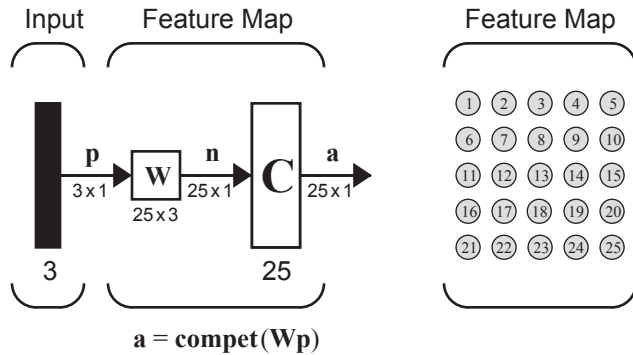 Input Feature Map Feature Map
p n a
W C
3 x 1 25 x 1 25 x 1
25 x 3
3 25
a = compet (Wp)
1 2 3 4 5
6 7 8 9 10
11 12 13 14 15
16 17 18 19 20
21 22 23 24 25